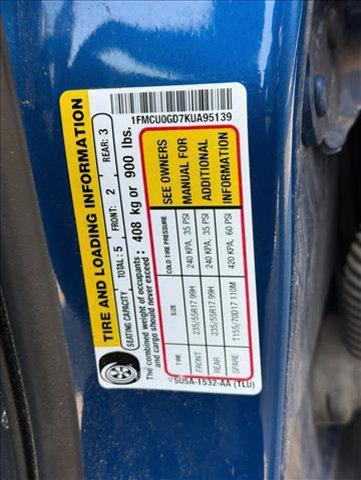 1FMCU0GD7KUA95139
TIRE AND LOADING INFORMATION
SEATING CAPACITY TOTAL: 5 FRONT: 2 REAR: 3
The combined weight of occupants
and cargo should never exceed : 408 kg or 900 lbs.
TIRE SIZE COLD TIRE PRESSURE SEE OWNERS MANUAL FOR ADDITIONAL INFORMATION
FRONT 235/55R17 99H 240 KPA, 35 PSI
REAR 235/55R17 99H 240 KPA, 35 PSI
SPARE T155/70D17 110M 420 KPA, 60 PSI
5U5A-1532-AA (TLU)